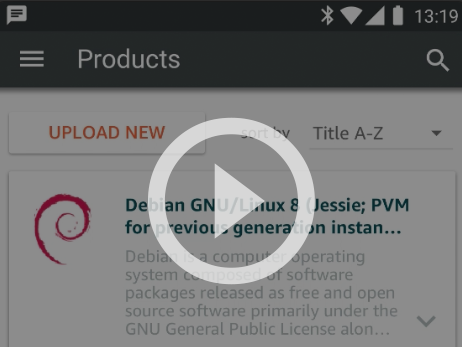 13:19
Products
UPLOAD NEW
sort by
Title A-Z
Debian GNU/Linux 8 (Jessie; PVM
for previous generation instan...
Debian is a computer operating
system composed of software
packages released as free and open
source software primarily under the
GNU General Public License alon...